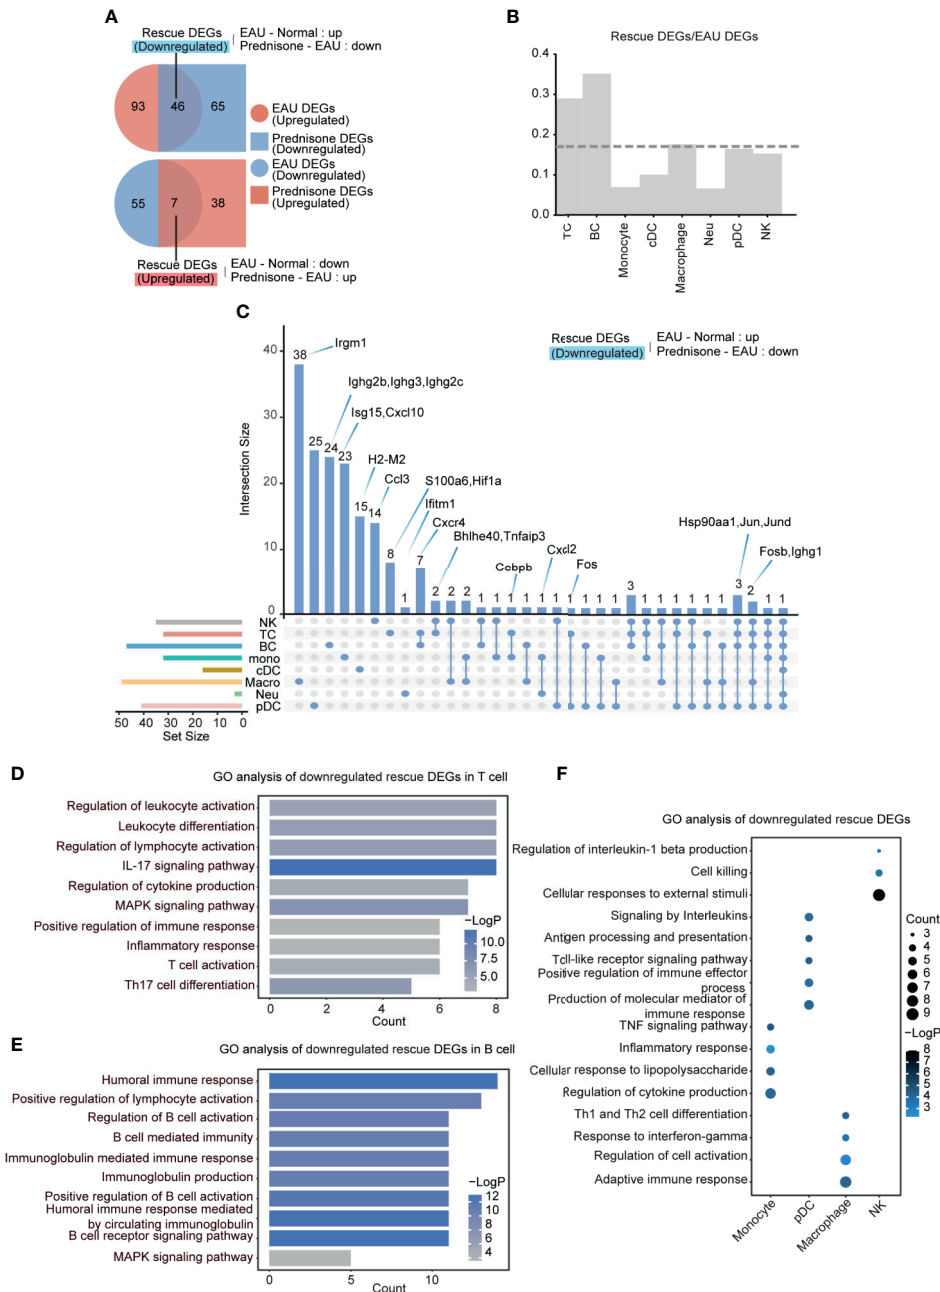 A
Rescue DEGs
(Downregulated)
EAU - Normal : up
Prednisone - EAU : down
93
46
65
EAU DEGs
(Upregulated)
Prednisone DEGs
(Downregulated)
EAU DEGs
(Downregulated)
Prednisone DEGs
(Upregulated)
55
7
38
Rescue DEGs
(Upregulated)
EAU - Normal : down
Prednisone - EAU : up
B
Rescue DEGs/EAU DEGs
0.4
0.3
0.2
0.1
0.0
TC
BC
Monocyte
cDC
Macrophage
Neu
pDC
NK
C
Rescue DEGs
(Downregulated)
EAU - Normal : up
Prednisone - EAU : down
Intersection Size
40
30
20
10
0
38
25
24
23
15
14
8
1
7
2
2
2
1
1
1
1
1
1
1
1
1
1
3
1
1
1
1
1
1
3
2
1
1
Irgm1
Ighg2b,Ighg3,Ighg2c
Isg15,Cxcl10
H2-M2
Ccl3
S100a6,Hif1a
Ifitm1
Cxcr4
Bhlhe40,Tnfaip3
Cebpb
Cxcl2
Fos
Hsp90aa1,Jun,Jund
Fosb,Ighg1
NK
TC
BC
mono
cDC
Macro
Neu
pDC
50 40 30 20 10 0
Set Size
D
GO analysis of downregulated rescue DEGs in T cell
Regulation of leukocyte activation
Leukocyte differentiation
Regulation of lymphocyte activation
IL-17 signaling pathway
Regulation of cytokine production
MAPK signaling pathway
Positive regulation of immune response
Inflammatory response
T cell activation
Th17 cell differentiation
−LogP
10.0
7.5
5.0
0 2 4 6 8
Count
E
GO analysis of downregulated rescue DEGs in B cell
Humoral immune response
Positive regulation of lymphocyte activation
Regulation of B cell activation
B cell mediated immunity
Immunoglobulin mediated immune response
Immunoglobulin production
Positive regulation of B cell activation
Humoral immune response mediated
by circulating immunoglobulin
B cell receptor signaling pathway
MAPK signaling pathway
−LogP
12
10
8
6
4
0 5 10
Count
F
GO analysis of downregulated rescue DEGs
Regulation of interleukin-1 beta production
Cell killing
Cellular responses to external stimuli
Signaling by Interleukins
Antigen processing and presentation
Toll-like receptor signaling pathway
Positive regulation of immune effector
process
Production of molecular mediator of
immune response
TNF signaling pathway
Inflammatory response
Cellular response to lipopolysaccharide
Regulation of cytokine production
Th1 and Th2 cell differentiation
Response to interferon-gamma
Regulation of cell activation
Adaptive immune response
Monocyte
pDC
Macrophage
NK
Count
3
4
5
6
7
8
9
−LogP
8
7
6
5
4
3